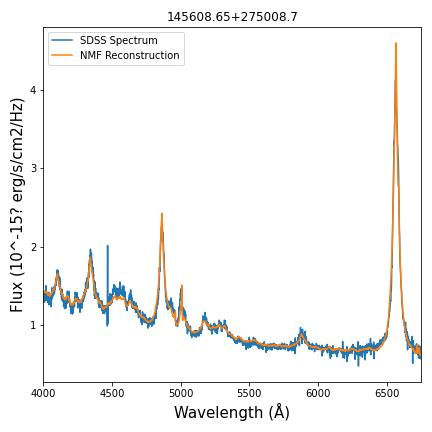 145608.65+275008.7
SDSS Spectrum
NMF Reconstruction
Flux (10^-15? erg/s/cm2/Hz)
4
3
2
1
4000 4500 5000 5500 6000 6500
Wavelength (Å)